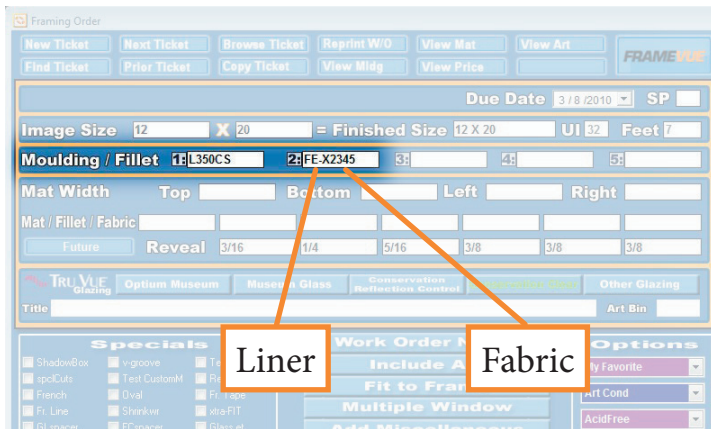 Framing Order
New Ticket Next Ticket Browse Ticket Reprint W/O View Mat View Art
FRAMEVUE
Find Ticket Prior Ticket Copy Ticket View Mldg View Price
Due Date 3 / 8 /2010 SP
Image Size 12 X 20 = Finished Size 12 X 20 UI 32 Feet 7
Moulding / Fillet 1: L350CS 2: FE-X2345 3: 4: 5:
Mat Width Top Bottom Left Right
Mat / Fillet / Fabric
Future Reveal 3/16 1/4 5/16 3/8 3/8 3/8
TRU VUE Glazing Optium Museum Museum Glass Conservation Reflection Control Other Glazing
Title Art Bin
Specials Work Order Options
Liner Fabric
ShadowBox v-groove Include My Favorite
spclCuts Test CustomM Fit to Art Cond
French Oval Fr. Tape
Fr. Line Shrinkwr xtra-FIT Multiple Window AcidFree
GLspacer FCspacer Add Miscellaneous